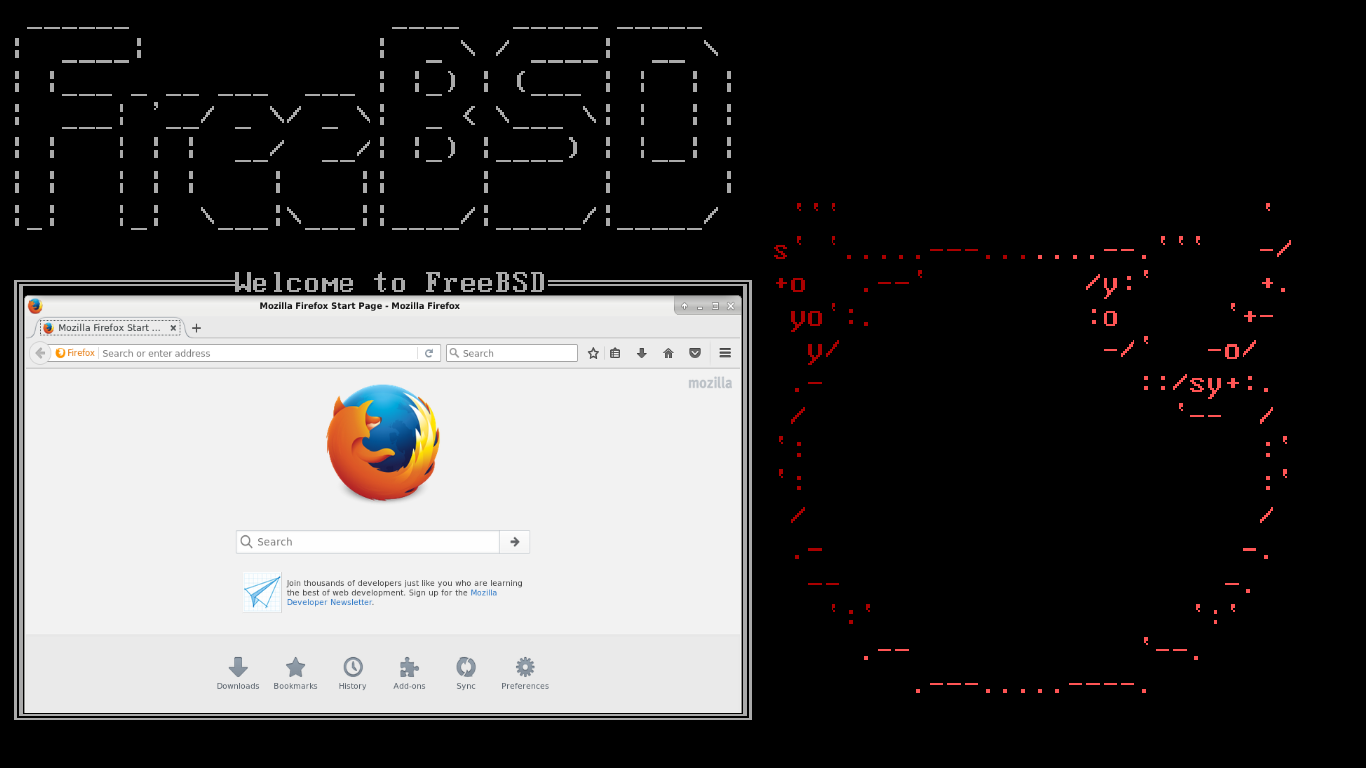 FreeBSD
Welcome to FreeBSD
Mozilla Firefox Start Page - Mozilla Firefox
Mozilla Firefox Start ...
Firefox Search or enter address
Search
mozilla
Search
Join thousands of developers just like you who are learning
the best of web development. Sign up for the Mozilla
Developer Newsletter.
Downloads Bookmarks History Add-ons Sync Preferences